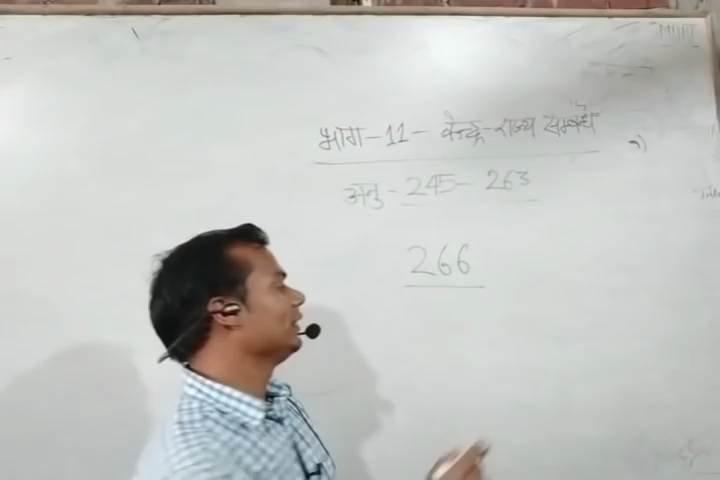 भाग-11- केन्द्र-राज्य सम्बंध
अनु - 245 - 263
266